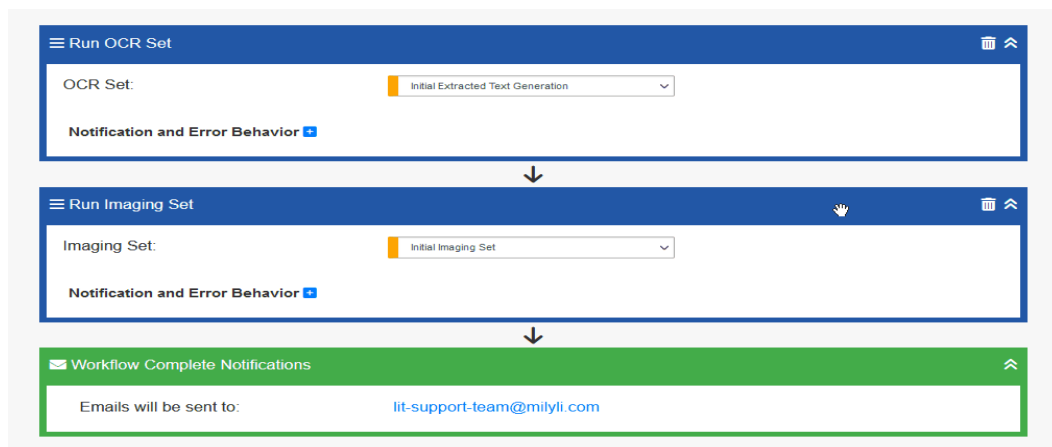 Run OCR Set
OCR Set: Initial Extracted Text Generation
Notification and Error Behavior
Run Imaging Set
Imaging Set: Initial Imaging Set
Notification and Error Behavior
Workflow Complete Notifications
Emails will be sent to: lit-support-team@milyli.com